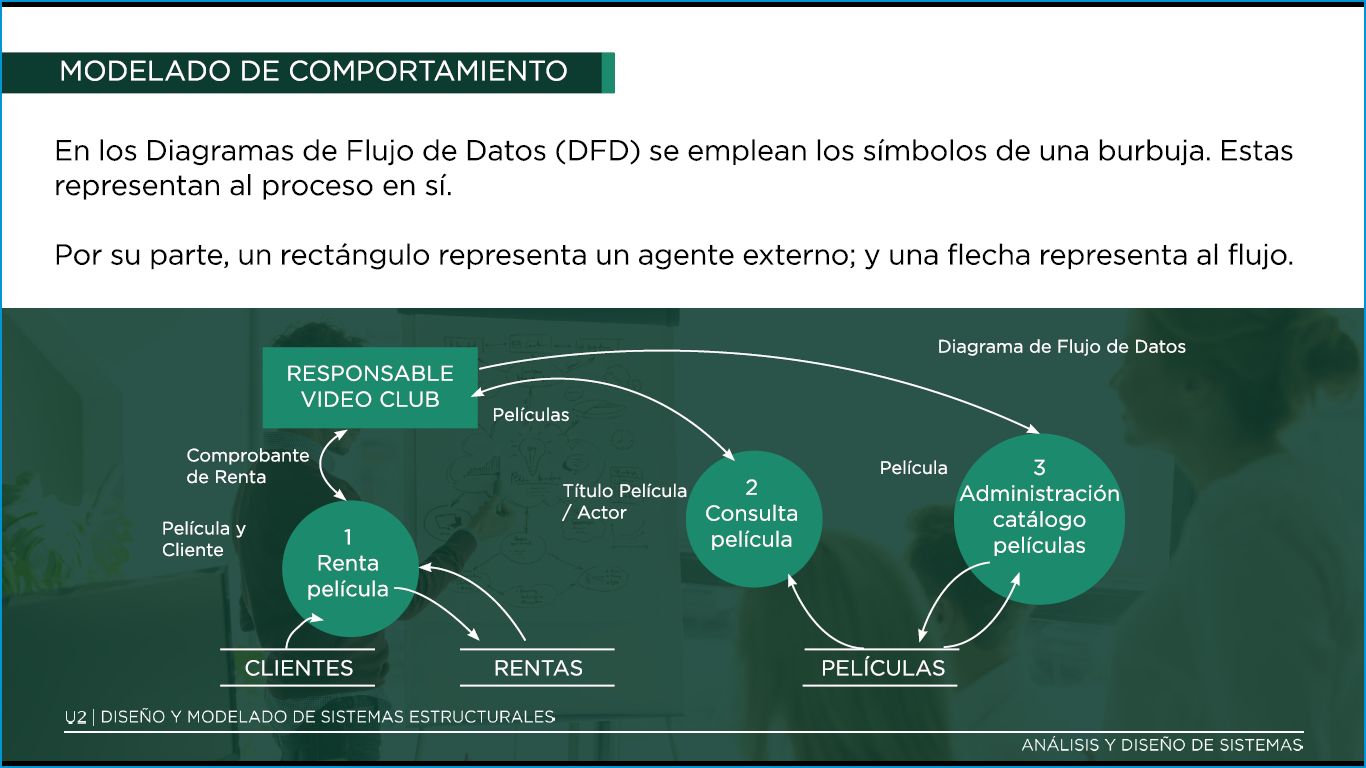 MODELADO DE COMPORTAMIENTO
En los Diagramas de Flujo de Datos (DFD) se emplean los símbolos de una burbuja. Estas
representan al proceso en sí.
Por su parte, un rectángulo representa un agente externo; y una flecha representa al flujo.
Diagrama de Flujo de Datos
RESPONSABLE
VIDEO CLUB
Películas
Comprobante
de Renta
Película y
Cliente
1
Renta
película
Título Película
/ Actor
2
Consulta
película
Película
3
Administración
catálogo
películas
CLIENTES
RENTAS
PELÍCULAS
U2 | DISEÑO Y MODELADO DE SISTEMAS ESTRUCTURALES
ANÁLISIS Y DISEÑO DE SISTEMAS